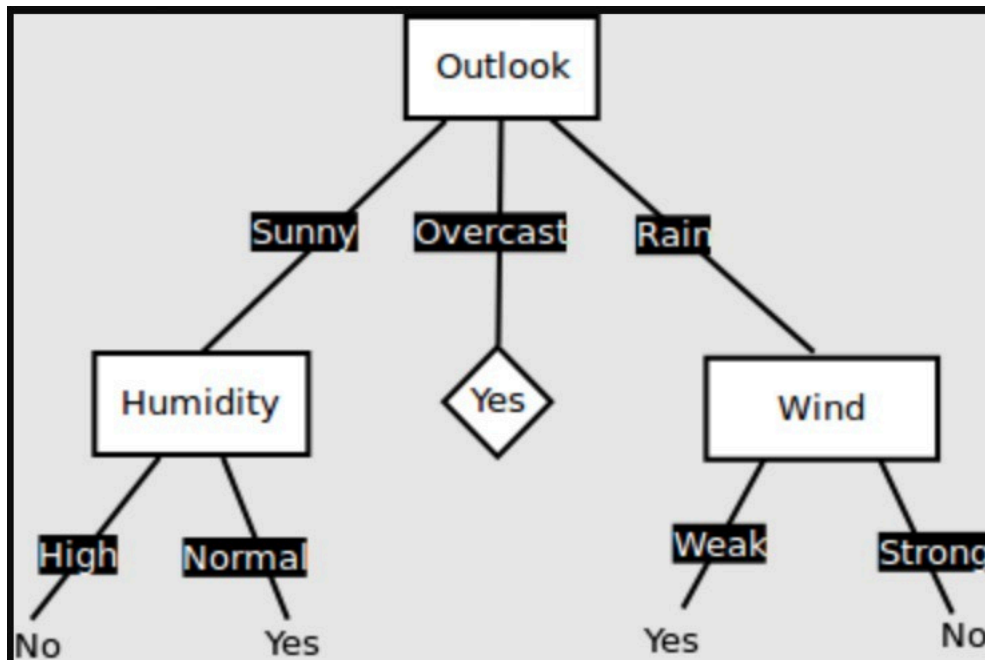 Outlook
Sunny
Overcast
Rain
Humidity
Yes
Wind
High
Normal
Weak
Strong
No
Yes
Yes
No